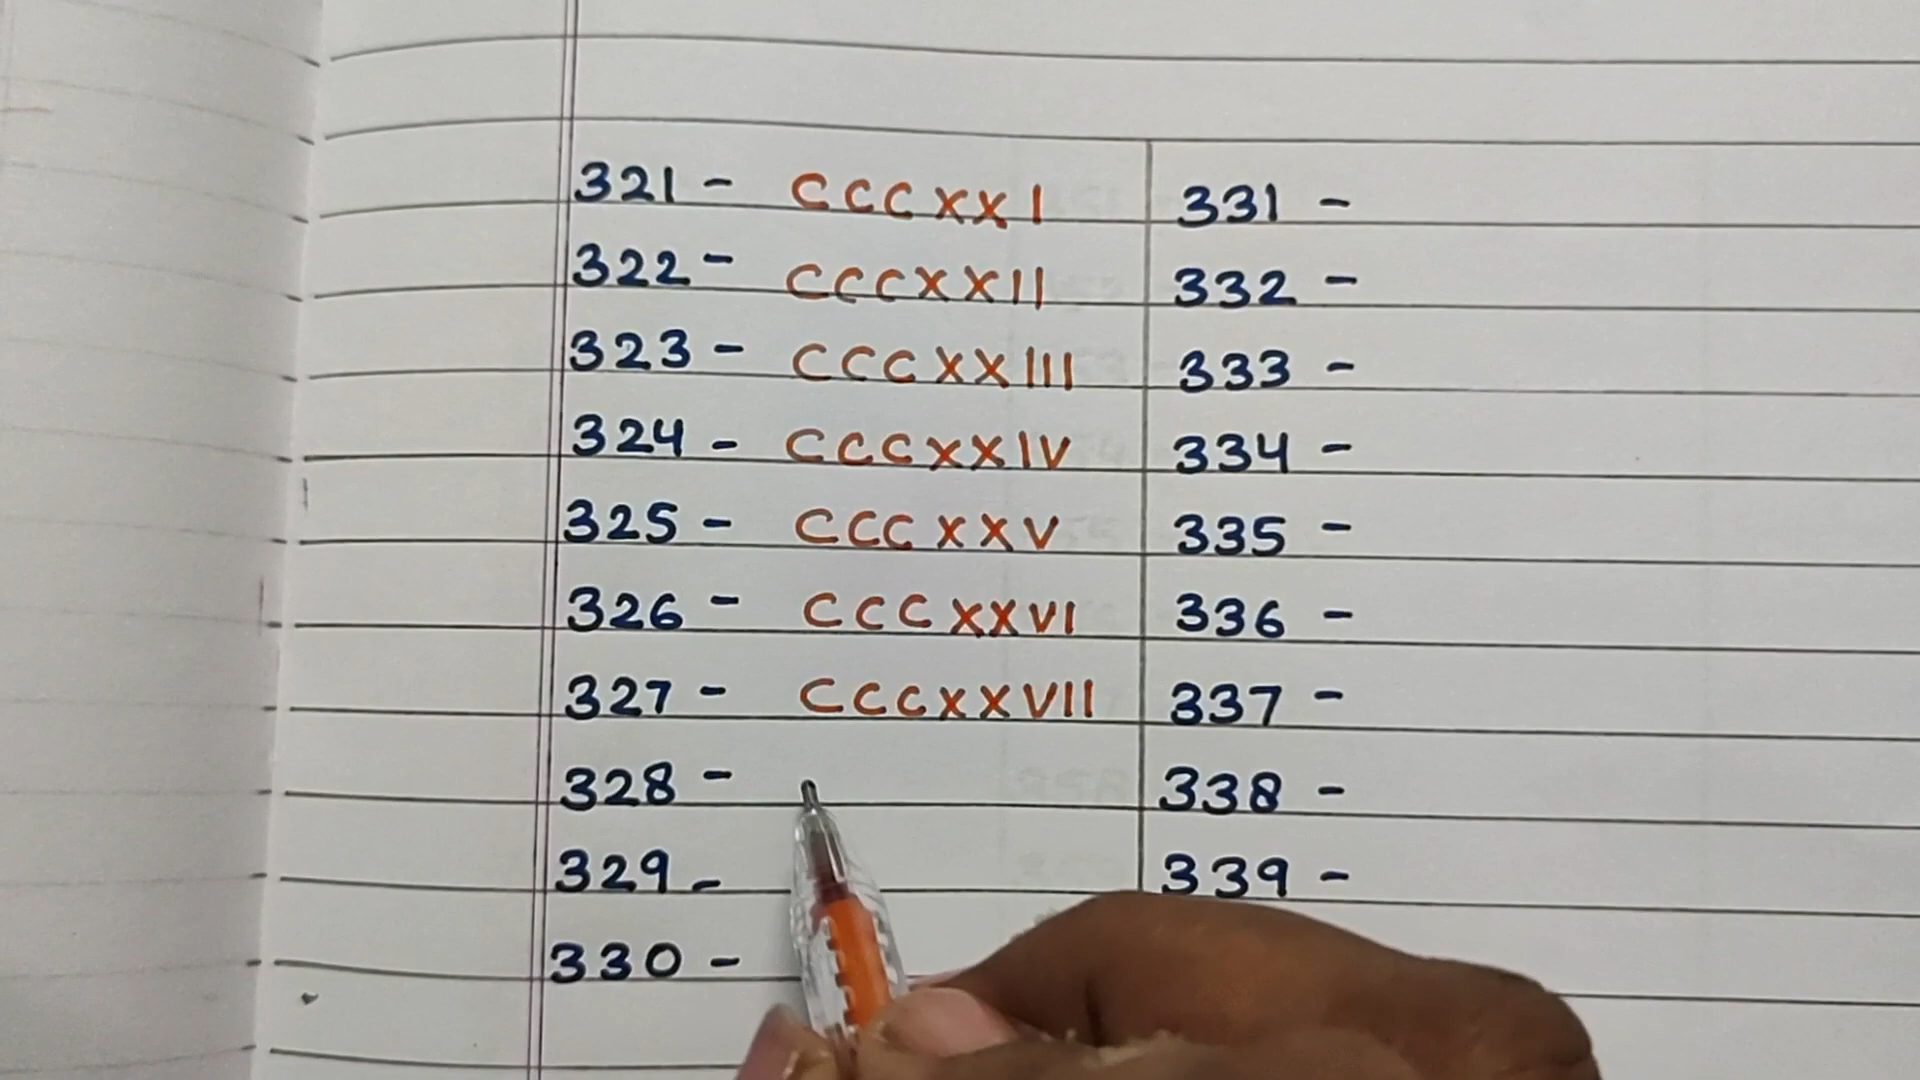 321 - CCCXXI
322 - CCCXXII
323 - CCCXXIII
324 - CCCXXIV
325 - CCCXXV
326 - CCCXXVI
327 - CCCXXVII
328 -
329 -
330 -
331 -
332 -
333 -
334 -
335 -
336 -
337 -
338 -
339 -